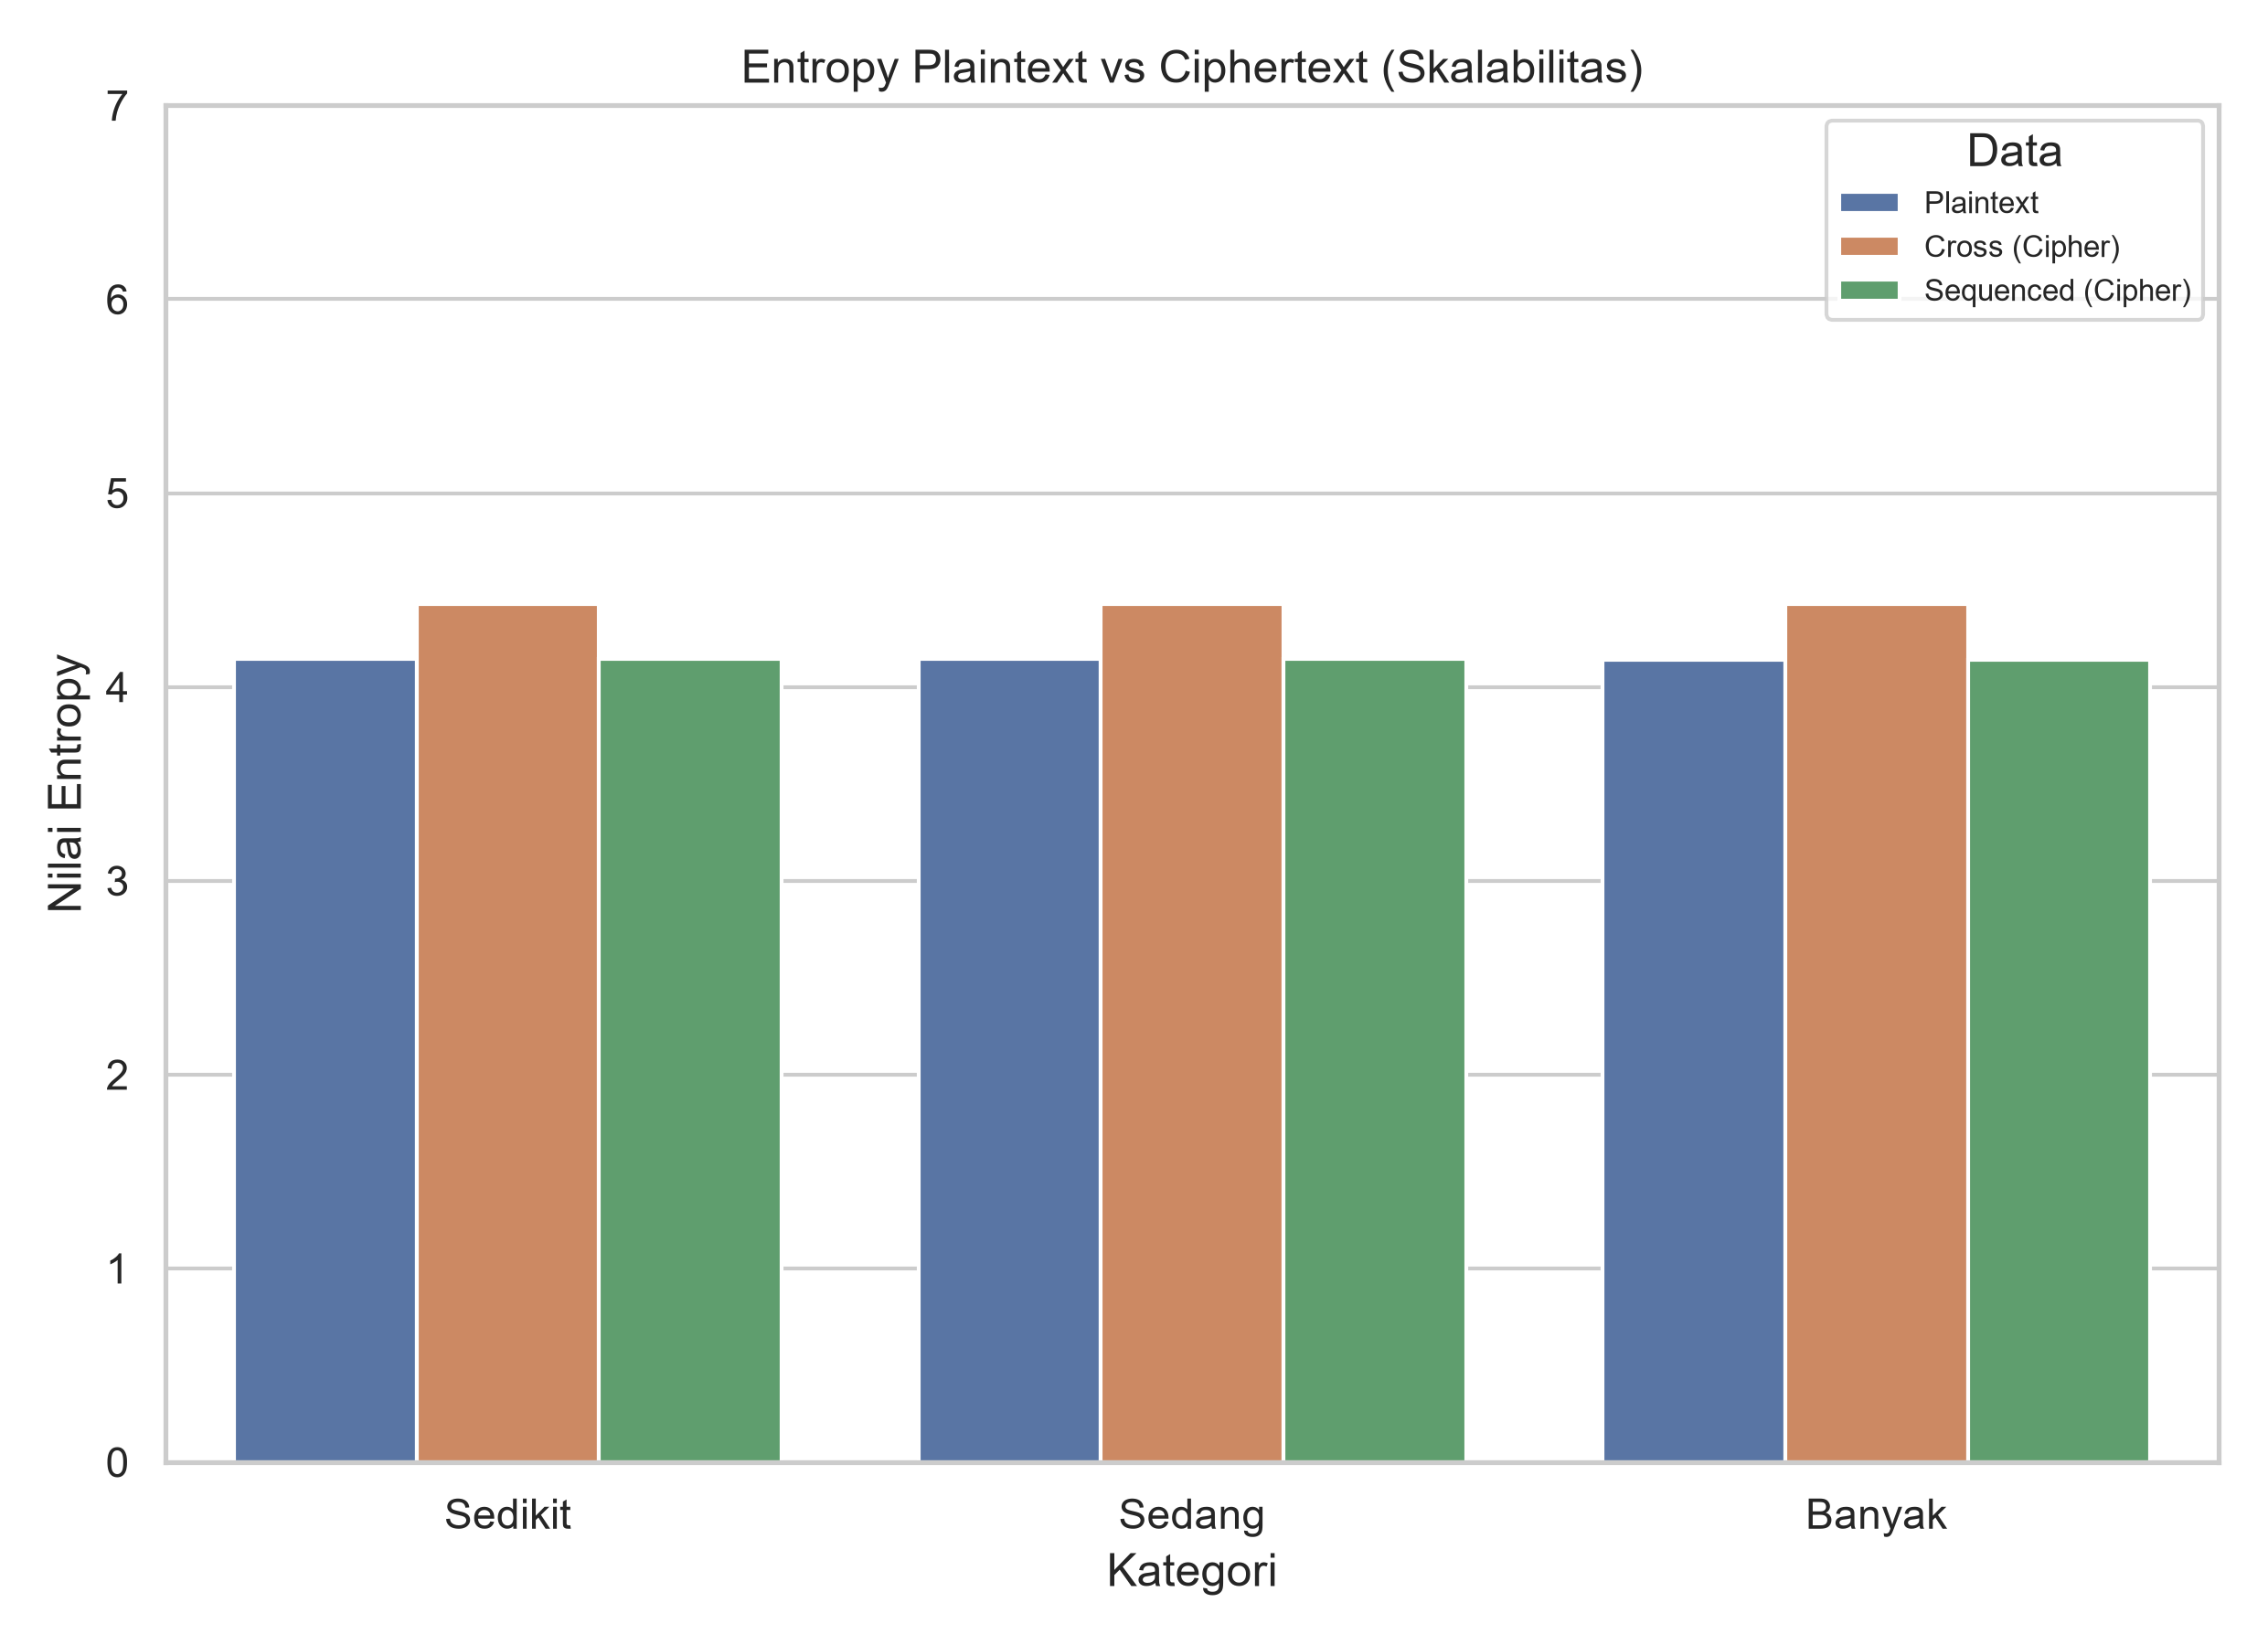 Entropy Plaintext vs Ciphertext (Skalabilitas)
Nilai Entropy
7
6
5
4
3
2
1
0
Data
Plaintext
Cross (Cipher)
Sequenced (Cipher)
Sedikit
Sedang
Banyak
Kategori